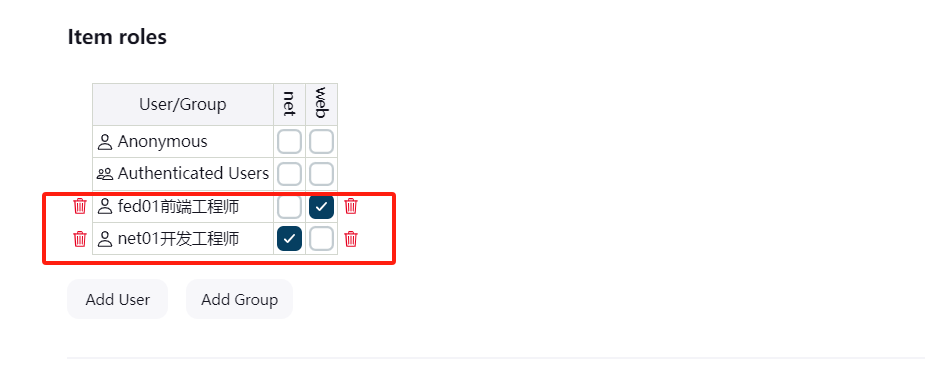 Item roles
User/Group net web
Anonymous
Authenticated Users
fed01前端工程师
net01开发工程师
Add User Add Group